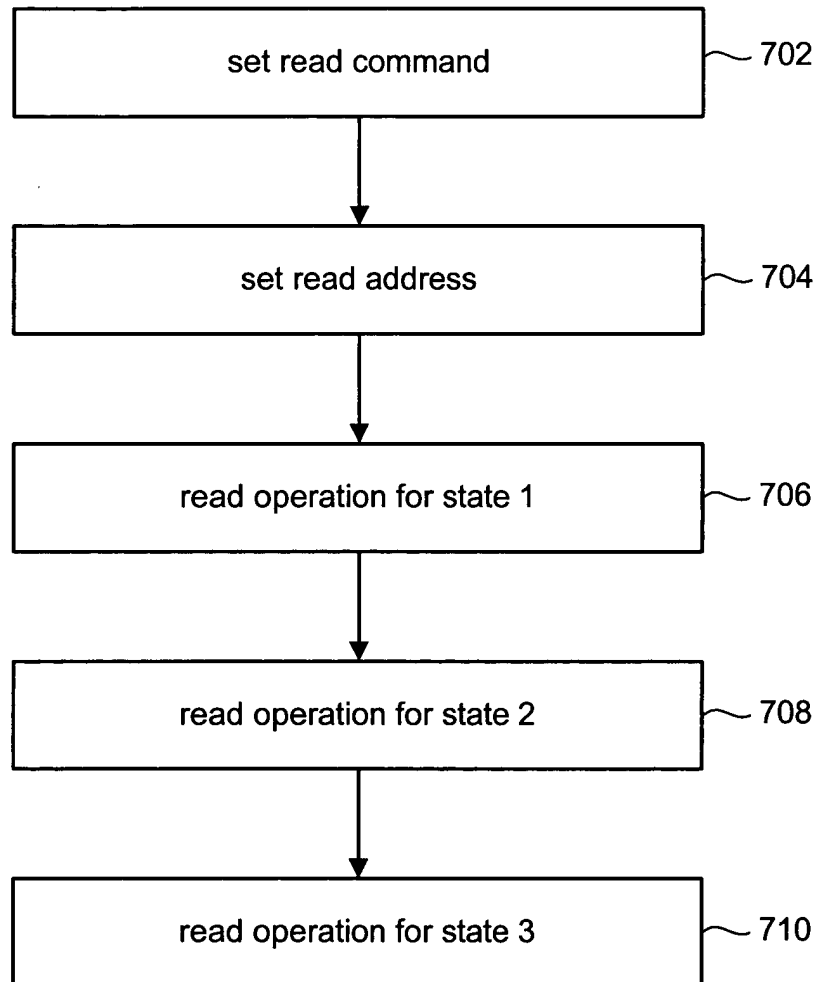 set read command 702
set read address 704
read operation for state 1 706
read operation for state 2 708
read operation for state 3 710